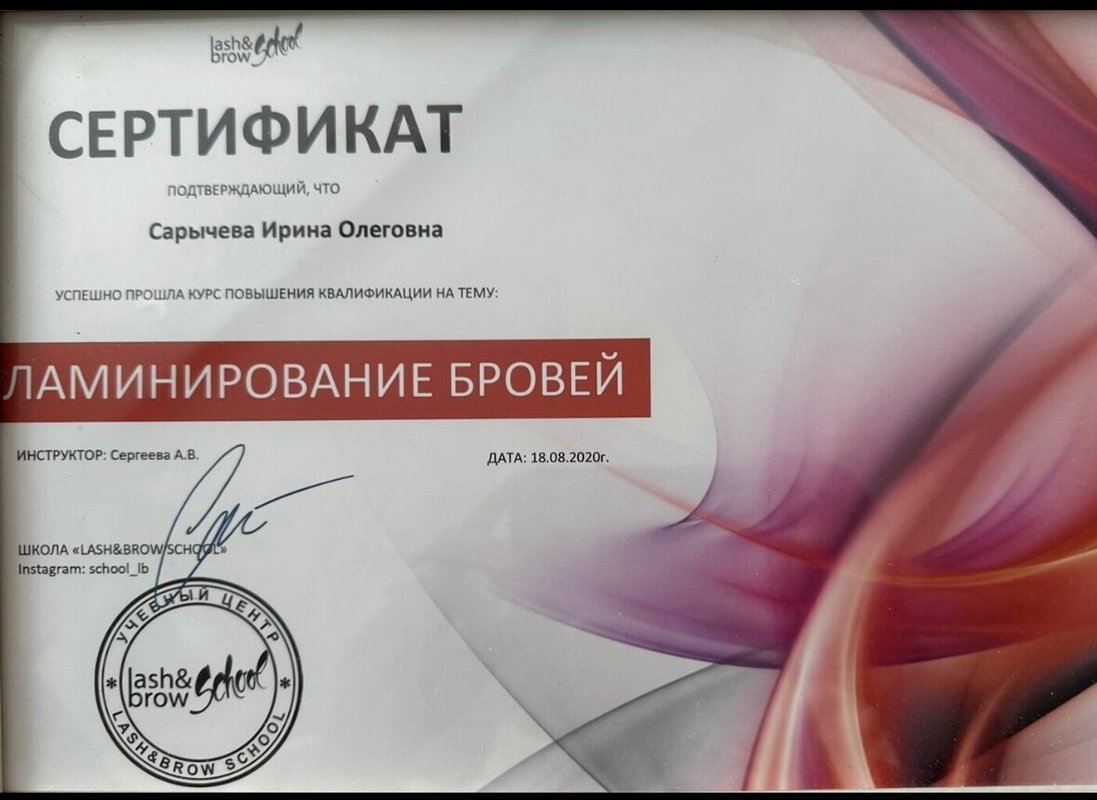 lash&
brow School
СЕРТИФИКАТ
ПОДТВЕРЖДАЮЩИЙ, ЧТО
Сарычева Ирина Олеговна
УСПЕШНО ПРОШЛА КУРС ПОВЫШЕНИЯ КВАЛИФИКАЦИИ НА ТЕМУ:
ЛАМИНИРОВАНИЕ БРОВЕЙ
ИНСТРУКТОР: Сергеева А.В.
ДАТА: 18.08.2020г.
ШКОЛА «LASH&BROW SCHOOL»
Instagram: school_lb
УЧЕБНЫЙ ЦЕНТР
lash&
brow School
LASH&BROW SCHOOL